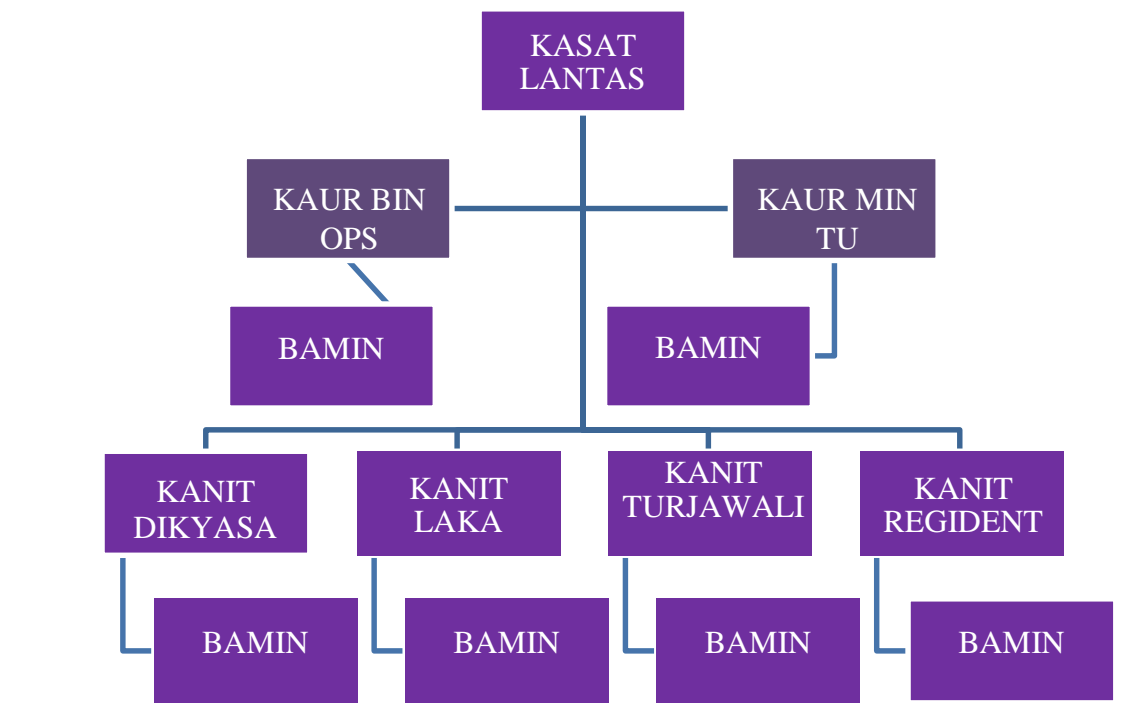 KASAT
LANTAS
KAUR BIN
OPS
KAUR MIN
TU
BAMIN
BAMIN
KANIT
DIKYASA
KANIT
LAKA
KANIT
TURJAWALI
KANIT
REGIDENT
BAMIN
BAMIN
BAMIN
BAMIN